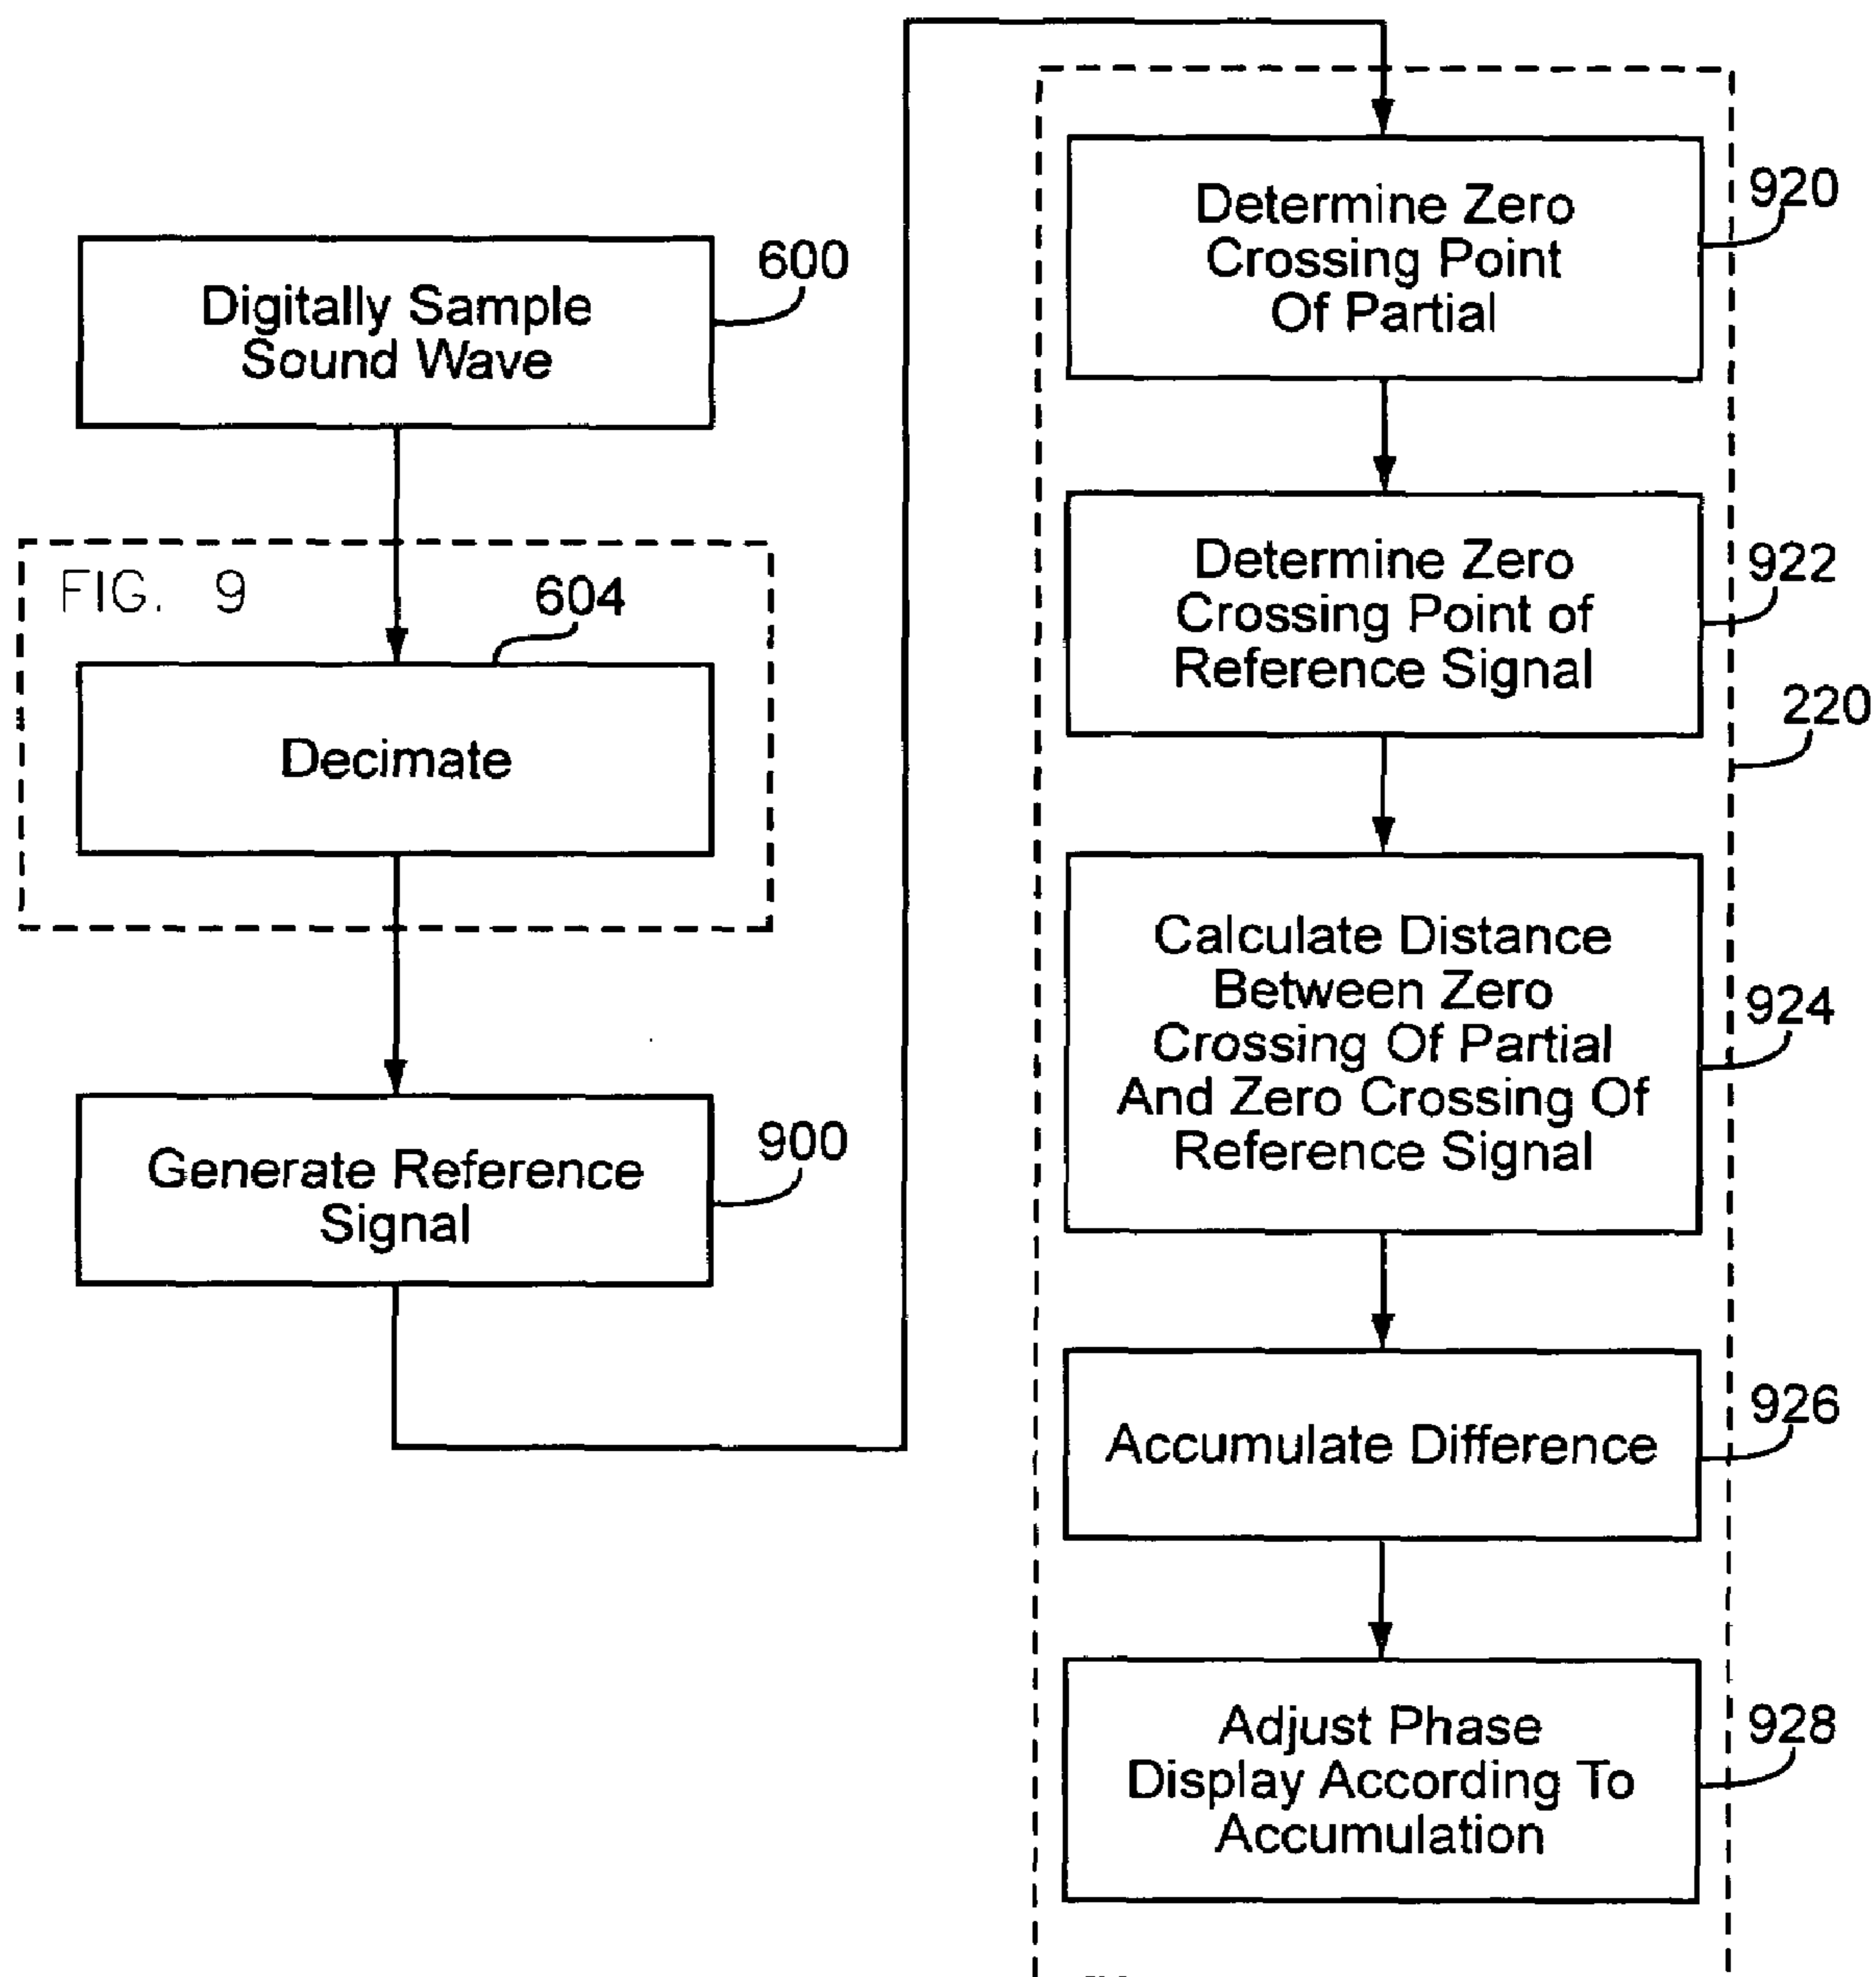 Digitally Sample
Sound Wave
600
FIG. 9
604
Decimate
Generate Reference
Signal
900
Determine Zero
Crossing Point
Of Partial
920
Determine Zero
Crossing Point of
Reference Signal
922
220
Calculate Distance
Between Zero
Crossing Of Partial
And Zero Crossing Of
Reference Signal
924
Accumulate Difference
926
Adjust Phase
Display According To
Accumulation
928